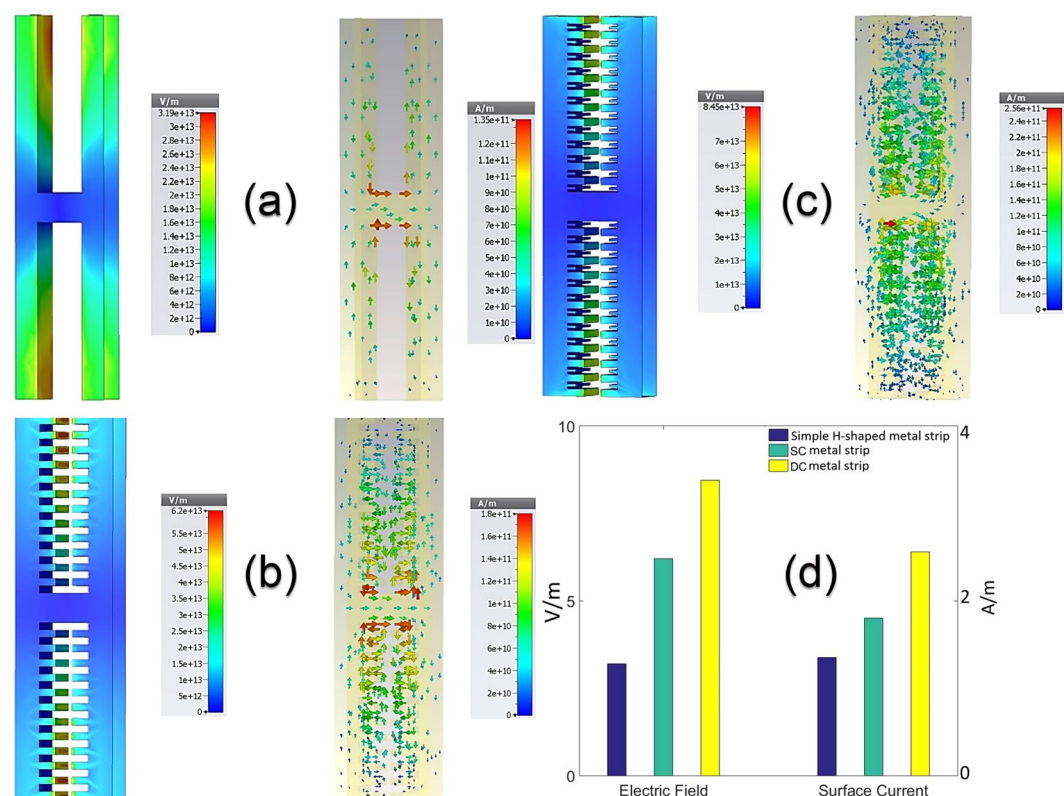 V/m
3.19e+13
3e+13
2.6e+13
2.4e+13
2.2e+13
2e+13
1.8e+13
1.6e+13
1.4e+13
1.2e+13
1e+13
8e+12
6e+12
4e+12
2e+12
0
(a)
A/m
1.35e+11
1.2e+11
1.1e+11
1e+11
9e+10
8e+10
7e+10
6e+10
5e+10
4e+10
3e+10
2e+10
1e+10
0
V/m
8.45e+13
7e+13
6e+13
5e+13
4e+13
3e+13
2e+13
1e+13
0
(c)
A/m
2.56e+11
2.2e+11
2e+11
1.8e+11
1.6e+11
1.4e+11
1.2e+11
1e+11
8e+10
6e+10
4e+10
2e+10
0
V/m
6.2e+13
5.5e+13
5e+13
4.5e+13
4e+13
3.5e+13
3e+13
2.5e+13
2e+13
1.5e+13
1e+13
5e+12
0
(b)
A/m
1.8e+11
1.6e+11
1.4e+11
1.2e+11
1e+11
8e+10
6e+10
4e+10
2e+10
0
10
5
0
V/m
Simple H-shaped metal strip
SC metal strip
DC metal strip
(d)
4
2
0
A/m
Electric Field
Surface Current